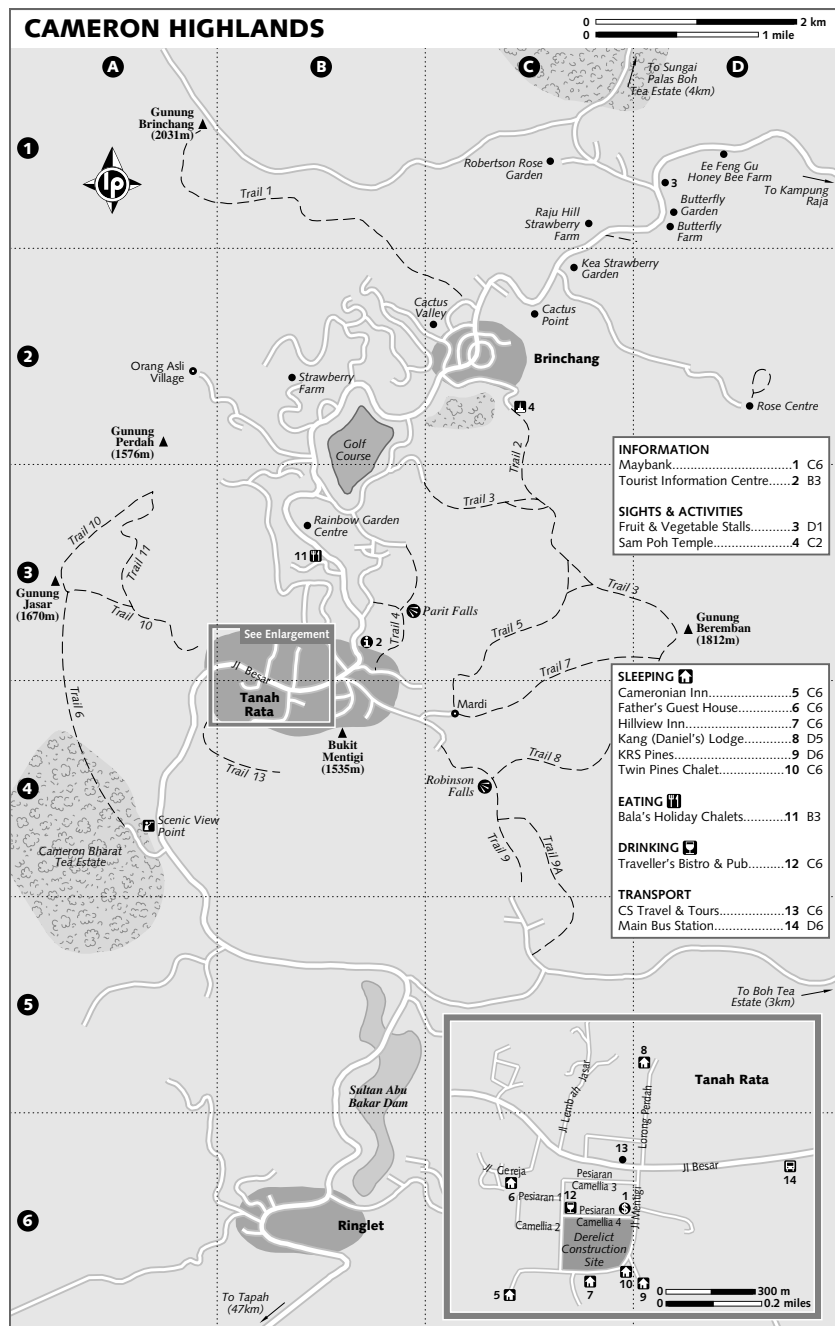 CAMERON HIGHLANDS
0 2 km
0 1 mile
A B C D
To Sungai
Palas Boh
Tea Estate (4km)
Gunung
Brinchang
(2031m)
1
lp
Robertson Rose
Garden
Ee Feng Gu
Honey Bee Farm
3
To Kampung
Raja
Trail 1
Butterfly
Garden
Raju Hill
Strawberry
Farm
Butterfly
Farm
Kea Strawberry
Garden
Cactus
Valley
Cactus
Point
2
Orang Asli
Village
Strawberry
Farm
Brinchang
4
Rose Centre
Gunung
Perdah
(1576m)
Golf
Course
Trail 2
INFORMATION
Maybank..................................1 C6
Tourist Information Centre.....2 B3
SIGHTS & ACTIVITIES
Fruit & Vegetable Stalls...........3 D1
Sam Poh Temple.....................4 C2
Trail 10
Trail 3
Rainbow Garden
Centre
Trail 11
11
3
Gunung
Jasar
(1670m)
Trail 10
Trail 3
Trail 4
Parit Falls
Gunung
Beremban
(1812m)
Trail 5
See Enlargement
2
Trail 7
Jl Besar
Trail 6
Tanah
Rata
Mardi
SLEEPING
Cameronian Inn.......................5 C6
Father's Guest House..............6 C6
Hillview Inn..............................7 C6
Kang (Daniel's) Lodge.............8 D5
KRS Pines................................9 D6
Twin Pines Chalet..................10 C6
EATING
Bala's Holiday Chalets............11 B3
DRINKING
Traveller's Bistro & Pub..........12 C6
TRANSPORT
CS Travel & Tours..................13 C6
Main Bus Station...................14 D6
Bukit
Mentigi
(1535m)
Trail 13
Trail 8
Robinson
Falls
4
Scenic View
Point
Cameron Bharat
Tea Estate
Trail 9
Trail 9A
5
To Boh Tea
Estate (3km)
Sultan Abu
Bakar Dam
6
Ringlet
To Tapah
(47km)
8
Tanah Rata
Jl Lembah Jasar
Lorong Perdah
13
Jl Besar
14
Jl Gereja
Pesiaran
Camellia 3
6
Pesiaran 1
12
1
Pesiaran
Camellia 4
Jl Mentigi
Camellia 2
Derelict
Construction
Site
5
7
10
9
0 300 m
0 0.2 miles